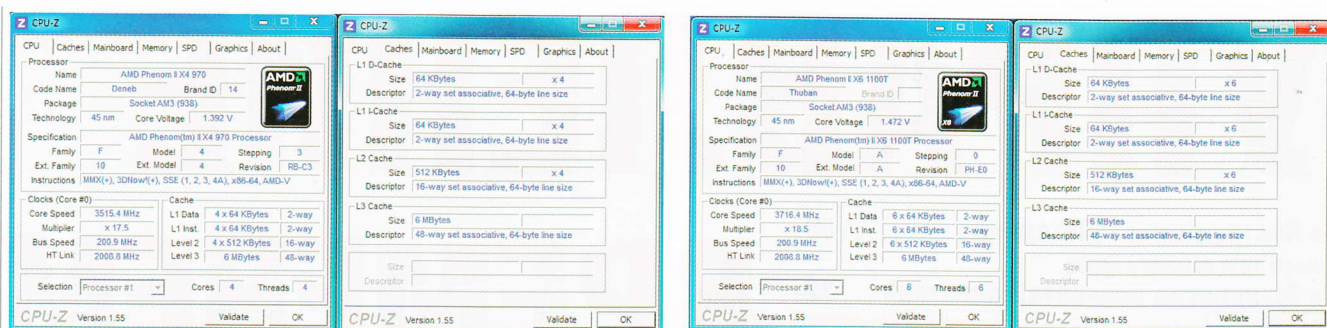 CPU-Z
CPU Caches Mainboard Memory SPD Graphics About
Processor
Name AMD Phenom II X4 970
Code Name Deneb Brand ID 14
Package Socket AM3 (938)
Technology 45 nm Core Voltage 1.392 V
AMD
Phenom II
Specification AMD Phenom(tm) II X4 970 Processor
Family F Model 4 Stepping 3
Ext. Family 10 Ext. Model 4 Revision RB-C3
Instructions MMX(+), 3DNow!(+), SSE (1, 2, 3, 4A), x86-64, AMD-V
Clocks (Core #0)
Core Speed 3515.4 MHz
Multiplier x 17.5
Bus Speed 200.9 MHz
HT Link 2008.8 MHz
Cache
L1 Data 4 x 64 KBytes 2-way
L1 Inst. 4 x 64 KBytes 2-way
Level 2 4 x 512 KBytes 16-way
Level 3 6 MBytes 48-way
Selection Processor #1 Cores 4 Threads 4
CPU-Z Version 1.55 Validate OK
CPU-Z
CPU Caches Mainboard Memory SPD Graphics About
L1 D-Cache
Size 64 KBytes x 4
Descriptor 2-way set associative, 64-byte line size
L1 I-Cache
Size 64 KBytes x 4
Descriptor 2-way set associative, 64-byte line size
L2 Cache
Size 512 KBytes x 4
Descriptor 16-way set associative, 64-byte line size
L3 Cache
Size 6 MBytes
Descriptor 48-way set associative, 64-byte line size
Size
Descriptor
CPU-Z Version 1.55 Validate OK
CPU-Z
CPU Caches Mainboard Memory SPD Graphics About
Processor
Name AMD Phenom II X6 1100T
Code Name Thuban Brand ID
Package Socket AM3 (938)
Technology 45 nm Core Voltage 1.472 V
AMD
Phenom II
X6
Specification AMD Phenom(tm) II X6 1100T Processor
Family F Model A Stepping 0
Ext. Family 10 Ext. Model A Revision PH-E0
Instructions MMX(+), 3DNow!(+), SSE (1, 2, 3, 4A), x86-64, AMD-V
Clocks (Core #0)
Core Speed 3716.4 MHz
Multiplier x 18.5
Bus Speed 200.9 MHz
HT Link 2008.8 MHz
Cache
L1 Data 6 x 64 KBytes 2-way
L1 Inst. 6 x 64 KBytes 2-way
Level 2 6 x 512 KBytes 16-way
Level 3 6 MBytes 48-way
Selection Processor #1 Cores 6 Threads 6
CPU-Z Version 1.55 Validate OK
CPU-Z
CPU Caches Mainboard Memory SPD Graphics About
L1 D-Cache
Size 64 KBytes x 6
Descriptor 2-way set associative, 64-byte line size
L1 I-Cache
Size 64 KBytes x 6
Descriptor 2-way set associative, 64-byte line size
L2 Cache
Size 512 KBytes x 6
Descriptor 16-way set associative, 64-byte line size
L3 Cache
Size 6 MBytes
Descriptor 48-way set associative, 64-byte line size
Size
Descriptor
CPU-Z Version 1.55 Validate OK